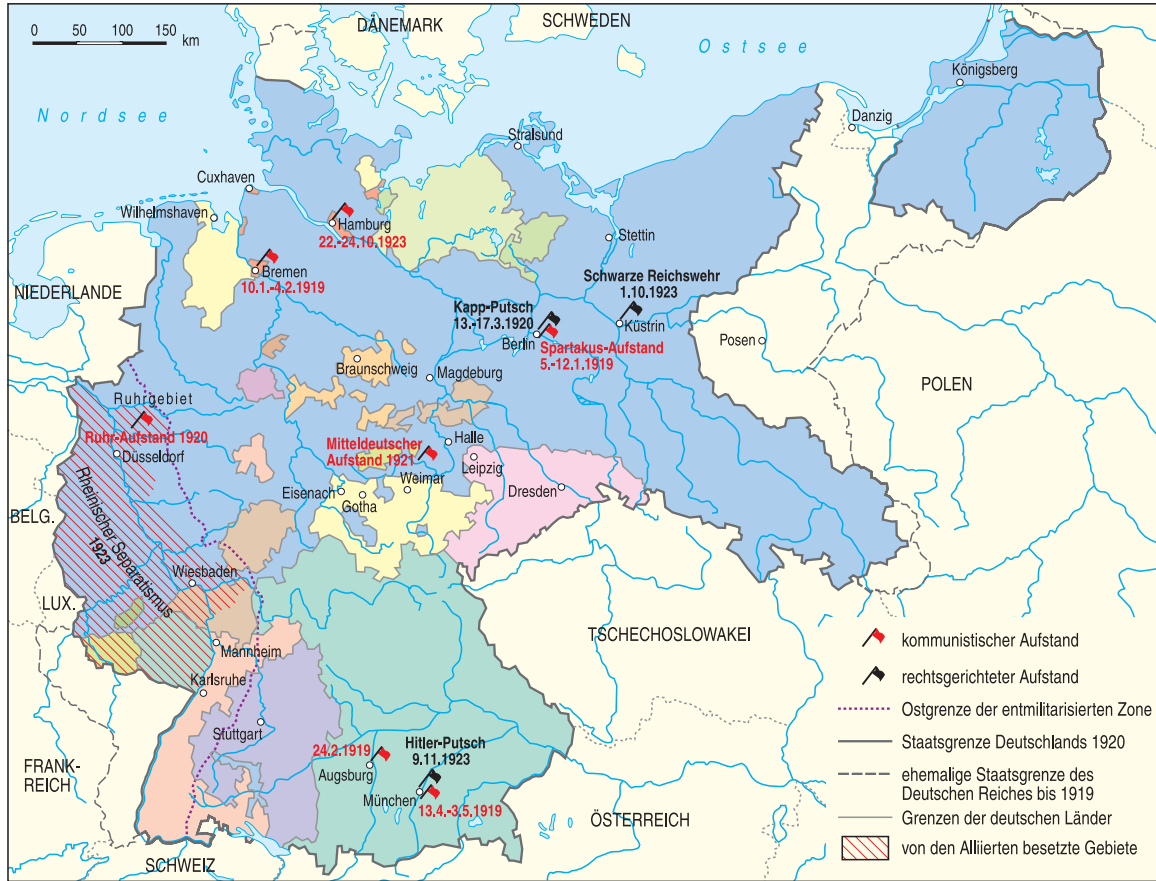 DÄNEMARK
SCHWEDEN
0 50 100 150
km
Ostsee
Nordsee
Königsberg
Danzig
Stralsund
Cuxhaven
Wilhelmshaven
Hamburg
22.-24.10.1923
Stettin
Bremen
10.1.-4.2.1919
NIEDERLANDE
Schwarze Reichswehr
1.10.1923
Kapp-Putsch
13.-17.3.1920
Küstrin
Berlin
Spartakus-Aufstand
5.-12.1.1919
Posen
Braunschweig
Magdeburg
POLEN
Ruhrgebiet
Ruhr-Aufstand 1920
Düsseldorf
Mitteldeutscher
Aufstand 1921
Halle
Leipzig
Weimar
Eisenach
Gotha
Dresden
BELG.
Rheinischer Separatismus
1923
Wiesbaden
LUX.
TSCHECHOSLOWAKEI
Mannheim
Karlsruhe
Stuttgart
24.2.1919
Augsburg
Hitler-Putsch
9.11.1923
München
13.4.-3.5.1919
FRANK-
REICH
ÖSTERREICH
SCHWEIZ
kommunistischer Aufstand
rechtsgerichteter Aufstand
Ostgrenze der entmilitarisierten Zone
Staatsgrenze Deutschlands 1920
ehemalige Staatsgrenze des
Deutschen Reiches bis 1919
Grenzen der deutschen Länder
von den Alliierten besetzte Gebiete